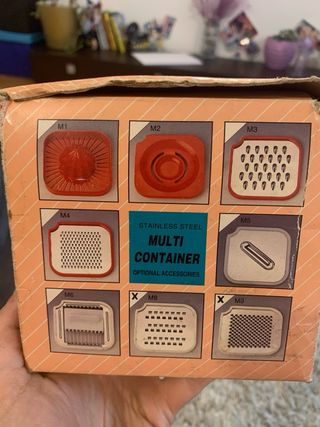 M1
M2
M3
M4
STAINLESS STEEL
MULTI
CONTAINER
OPTIONAL ACCESSORIES
M5
M6
X
M8
X
M9